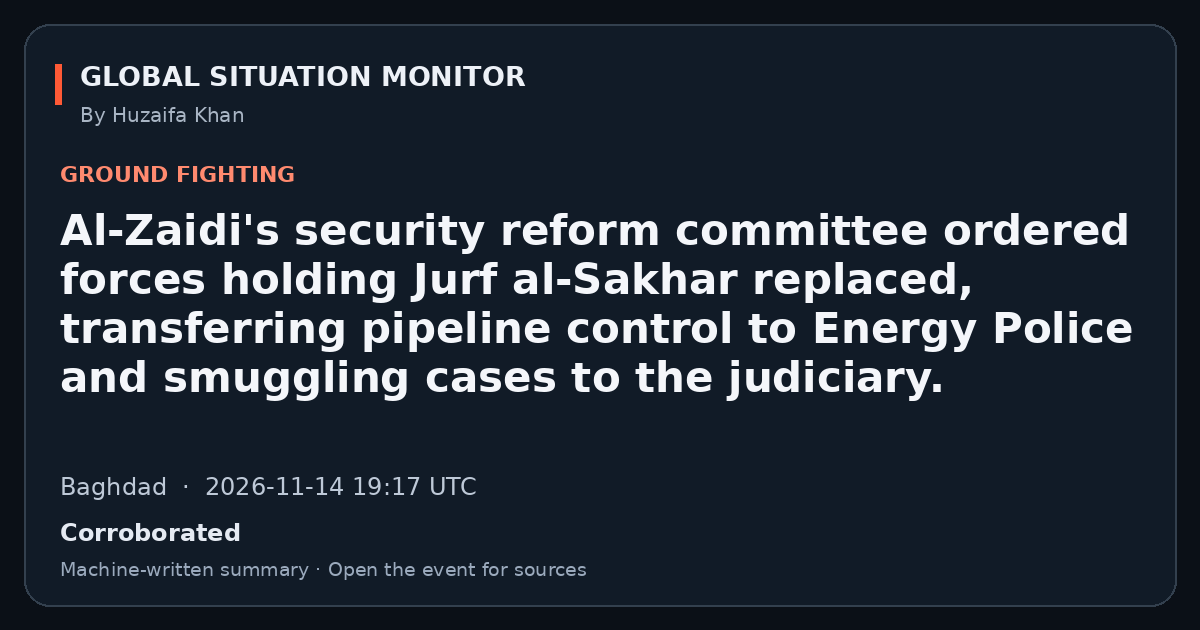 GLOBAL SITUATION MONITOR
By Huzaifa Khan
GROUND FIGHTING
Al-Zaidi's security reform committee ordered
forces holding Jurf al-Sakhar replaced,
transferring pipeline control to Energy Police
and smuggling cases to the judiciary.
Baghdad · 2026-11-14 19:17 UTC
Corroborated
Machine-written summary · Open the event for sources